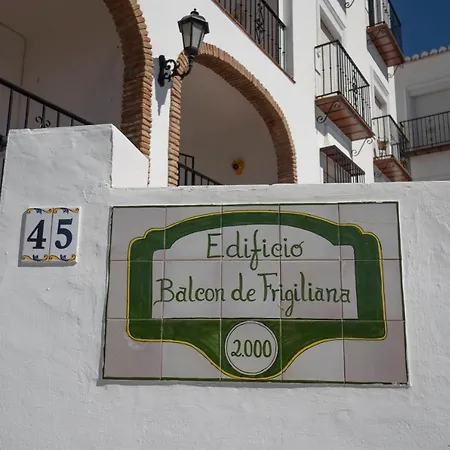 45
Edificio
Balcon de Frigiliana
2.000